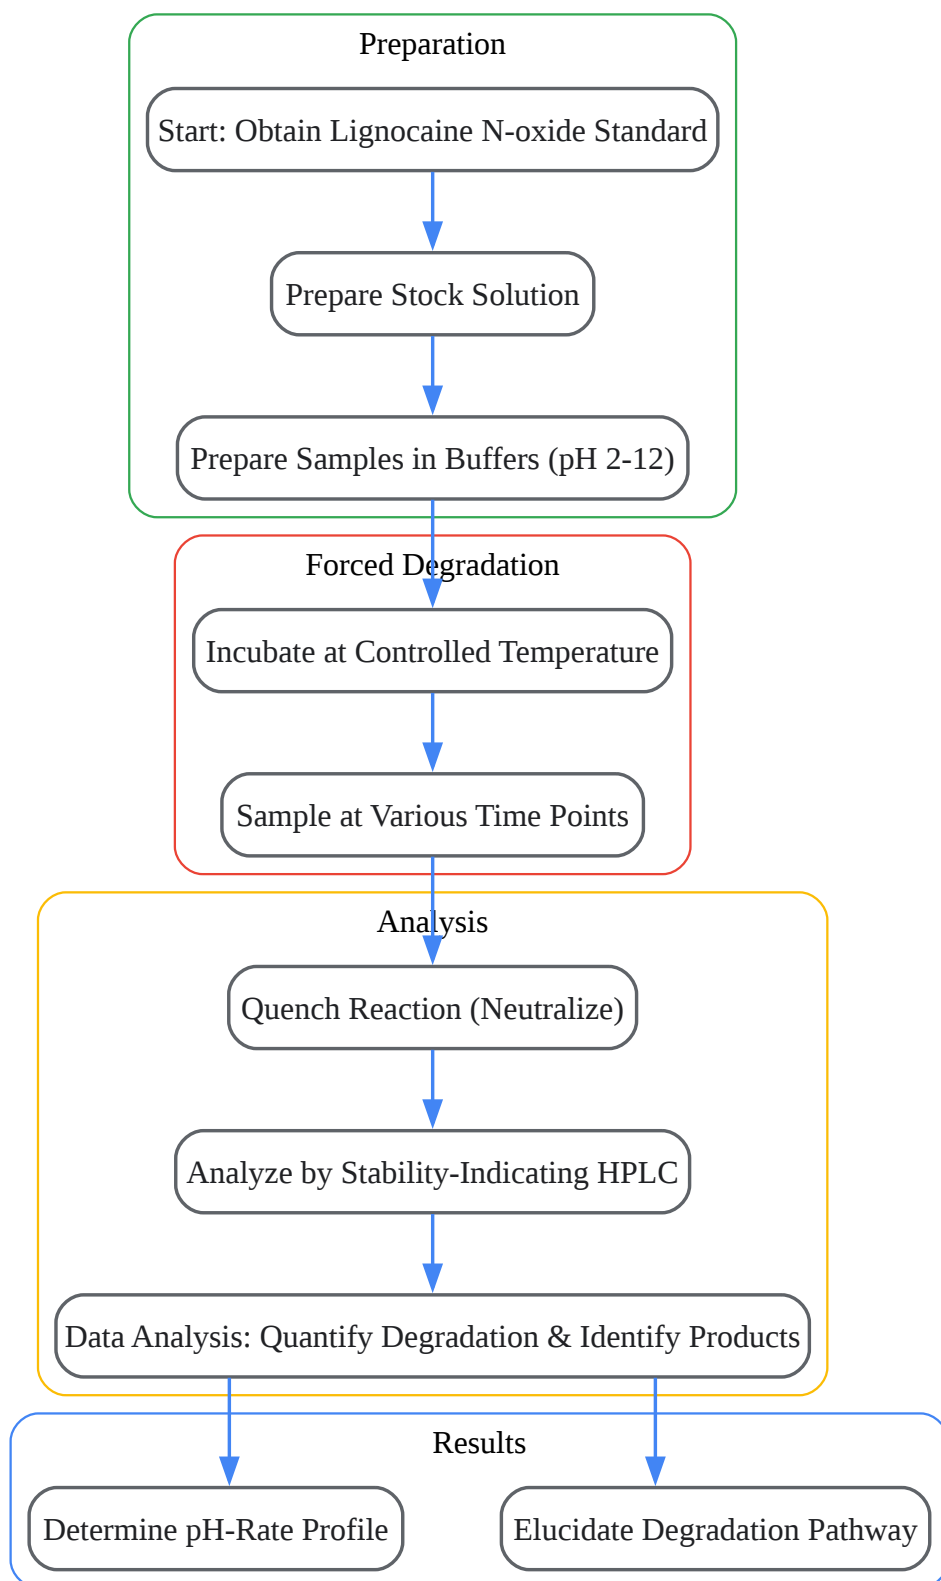 Preparation
Start: Obtain Lignocaine N-oxide Standard
Prepare Stock Solution
Prepare Samples in Buffers (pH 2-12)
Forced Degradation
Incubate at Controlled Temperature
Sample at Various Time Points
Analysis
Quench Reaction (Neutralize)
Analyze by Stability-Indicating HPLC
Data Analysis: Quantify Degradation & Identify Products
Results
Determine pH-Rate Profile
Elucidate Degradation Pathway